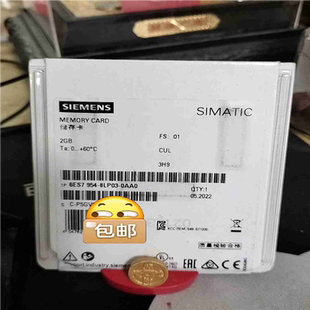 SIEMENS
SIMATIC
MEMORY CARD
储存卡
2GB
FS: 01
Ta: 0...+60°C
CUL
3H9
1P 6ES7 954-8LP03-0AA0
QTY:1
05.2022
包邮